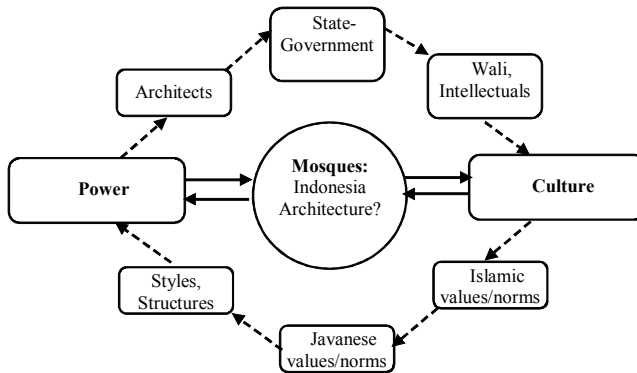 State-
Government
Wali,
Intellectuals
Architects
Mosques:
Indonesia
Architecture?
Power
Culture
Styles,
Structures
Islamic
values/norms
Javanese
values/norms